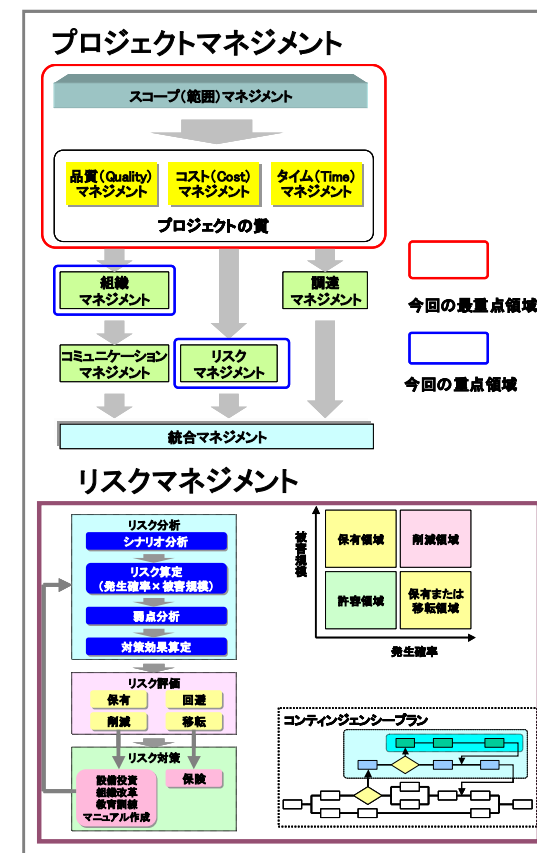 プロジェクトマネジメント
スコープ(範囲)マネジメント
品質(Quality)
マネジメント
コスト(Cost)
マネジメント
タイム(Time)
マネジメント
プロジェクトの質
組織
マネジメント
調達
マネジメント
今回の最重点領域
コミュニケーション
マネジメント
リスク
マネジメント
今回の重点領域
統合マネジメント
リスクマネジメント
リスク分析
シナリオ分析
リスク算定
(発生確率×被害規模)
弱点分析
対策効果算定
リスク評価
保有
回避
削減
移転
リスク対策
設備投資
組織改革
教育訓練
マニュアル作成
保険
被害規模
保有領域
削減領域
許容領域
保有または
移転領域
発生確率
コンティンジェンシープラン